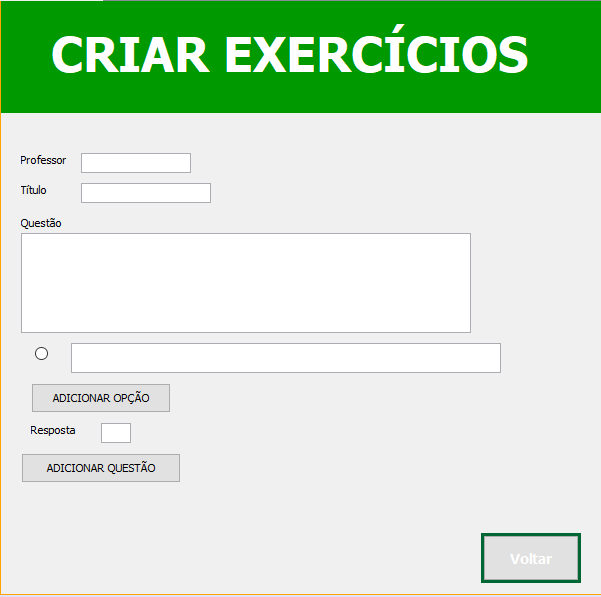 CRIAR EXERCÍCIOS
Professor
Título
Questão
ADICIONAR OPÇÃO
Resposta
ADICIONAR QUESTÃO
Voltar